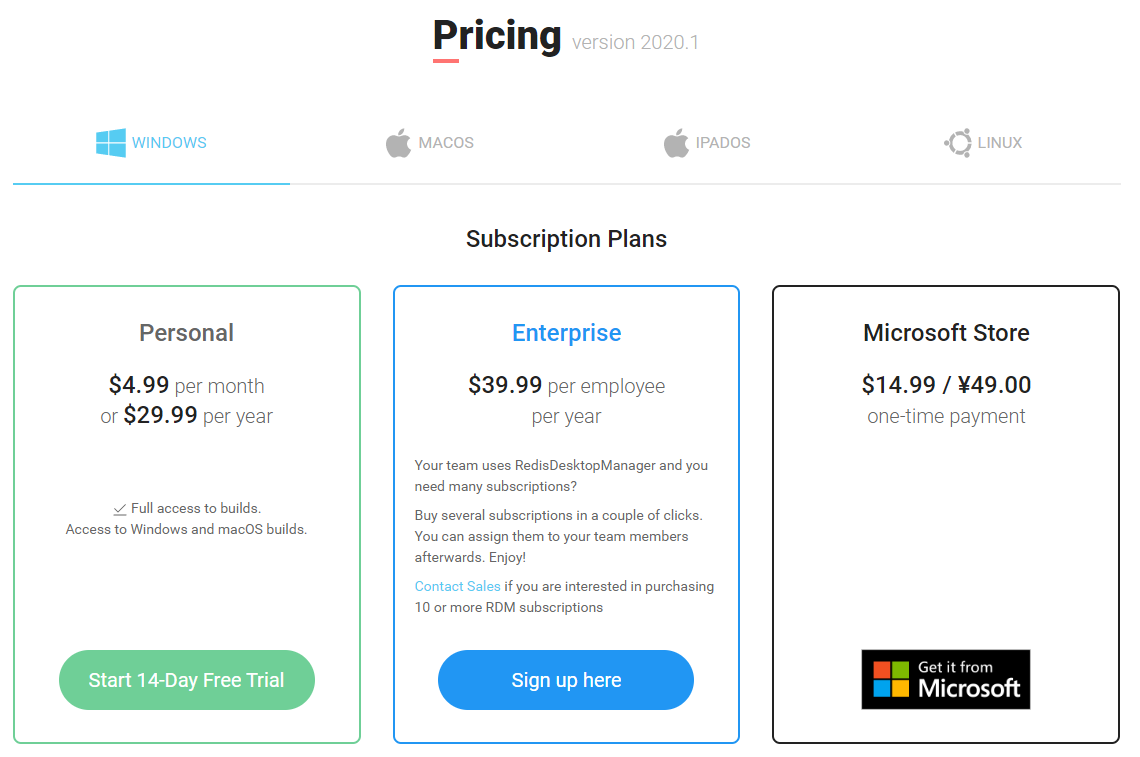 Pricing version 2020.1
WINDOWS
MACOS
IPADOS
LINUX
Subscription Plans
Personal
$4.99 per month
or $29.99 per year
Full access to builds.
Access to Windows and macOS builds.
Start 14-Day Free Trial
Enterprise
$39.99 per employee
per year
Your team uses RedisDesktopManager and you
need many subscriptions?
Buy several subscriptions in a couple of clicks.
You can assign them to your team members
afterwards. Enjoy!
Contact Sales if you are interested in purchasing
10 or more RDM subscriptions
Sign up here
Microsoft Store
$14.99 / ¥49.00
one-time payment
Get it from
Microsoft